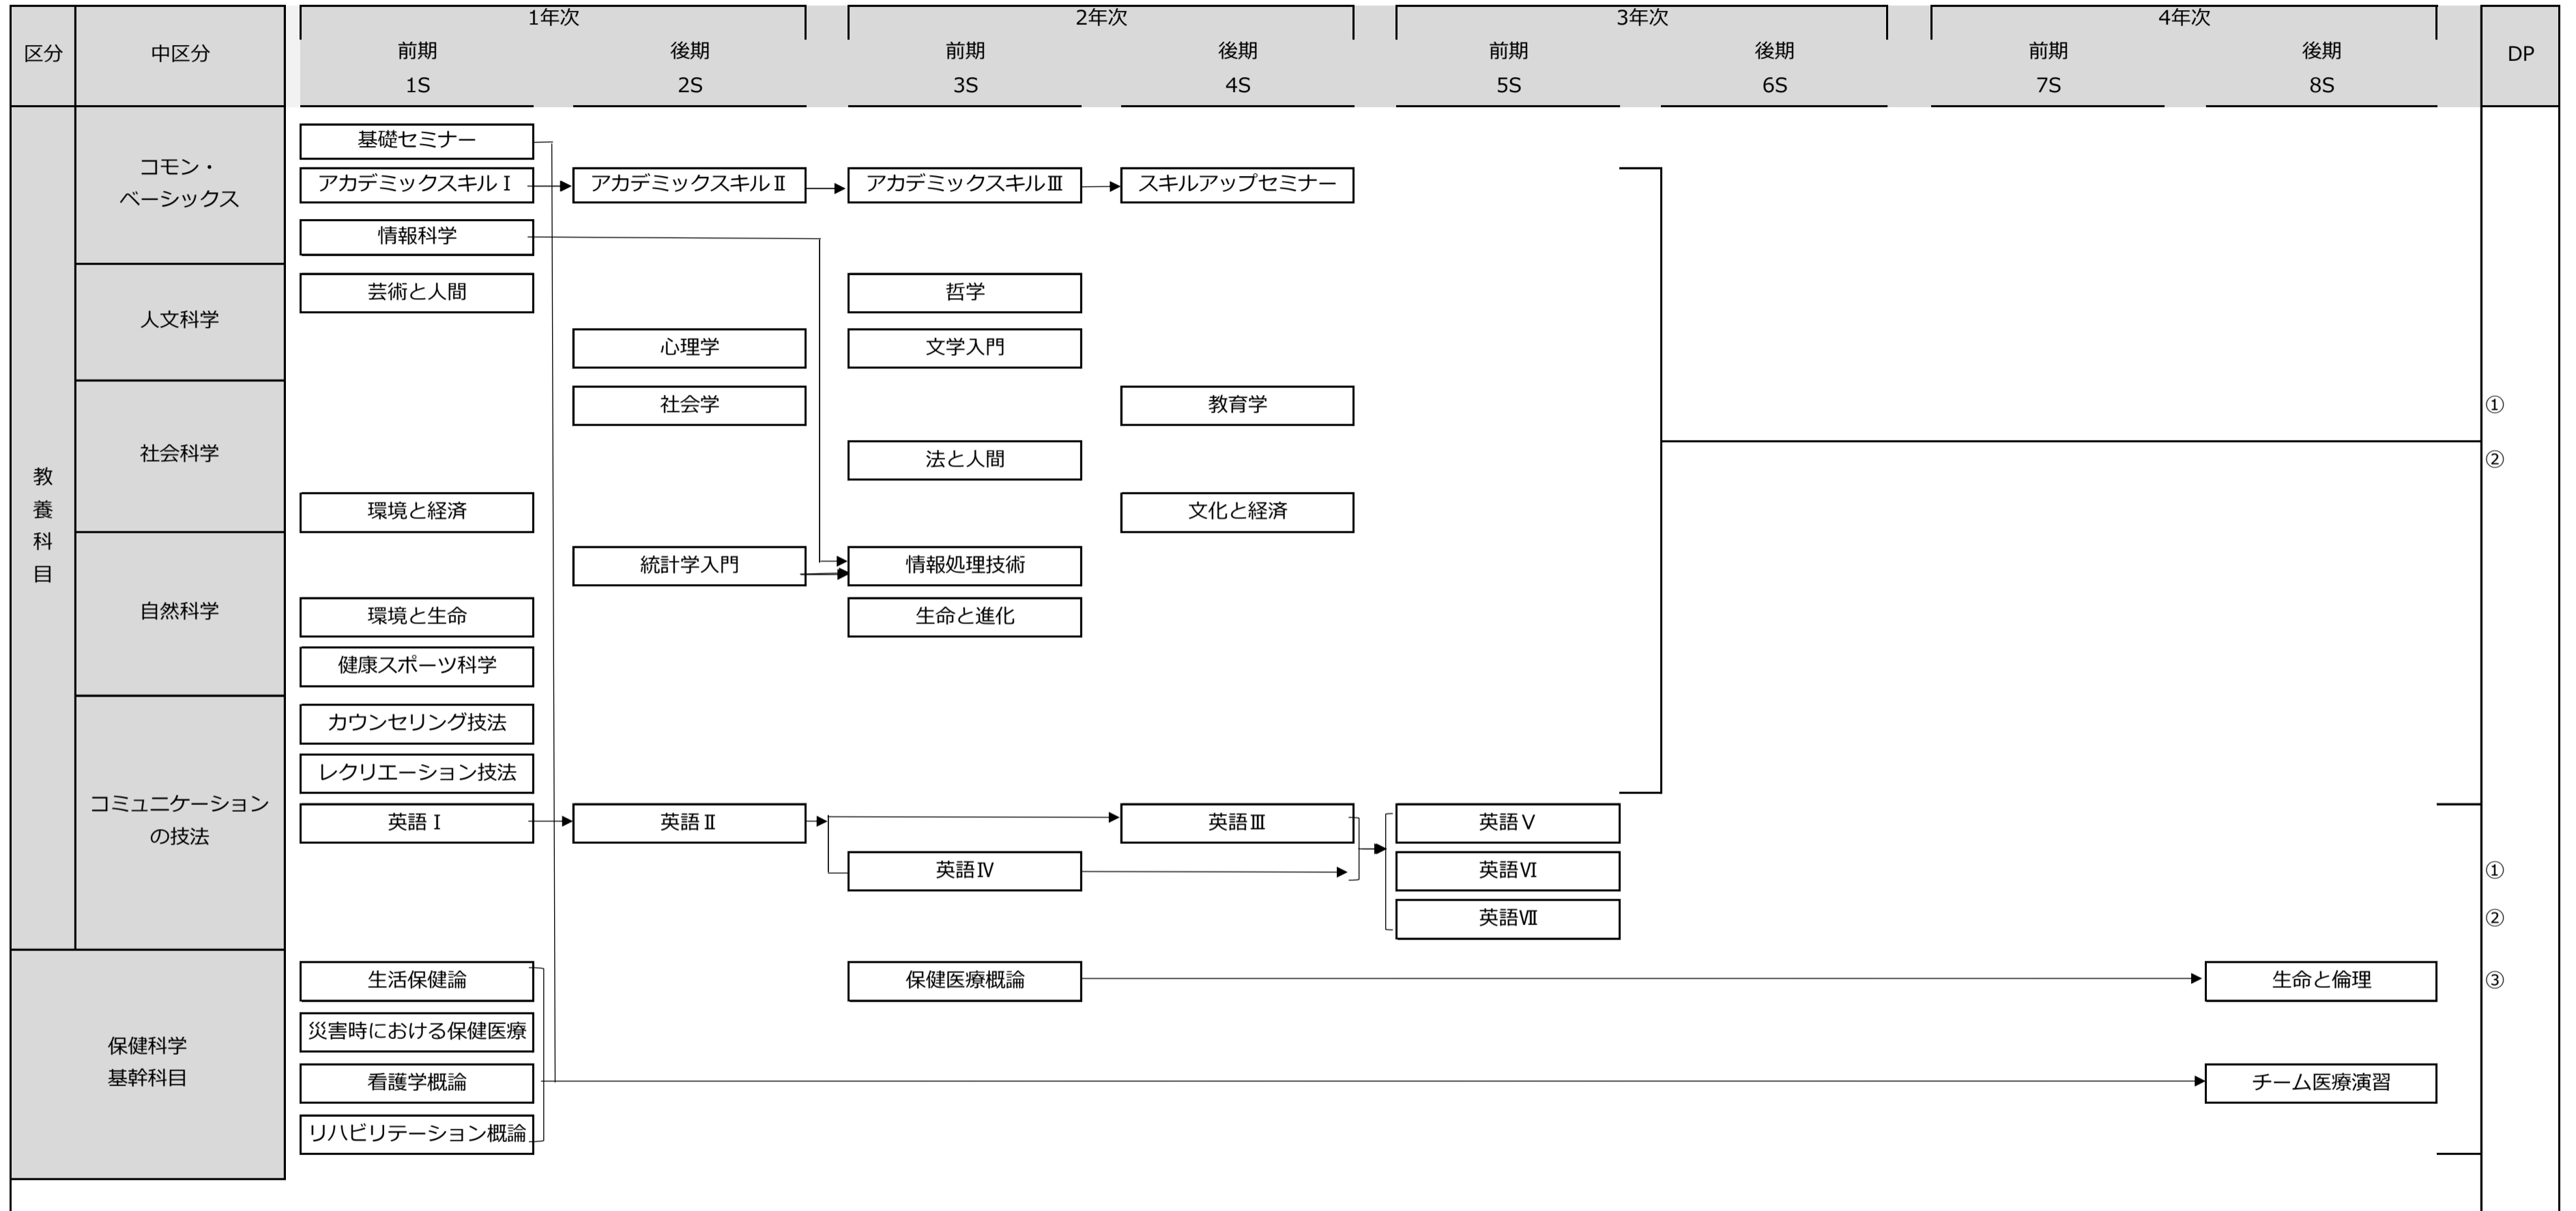 区分
中区分
1年次
2年次
3年次
4年次
前期
後期
前期
後期
前期
後期
前期
後期
1S
2S
3S
4S
5S
6S
7S
8S
DP
教
養
科
目
コモン・
ベーシックス
基礎セミナー
アカデミックスキルⅠ
アカデミックスキルⅡ
アカデミックスキルⅢ
スキルアップセミナー
情報科学
人文科学
芸術と人間
哲学
心理学
文学入門
社会科学
社会学
教育学
①
法と人間
②
環境と経済
文化と経済
自然科学
統計学入門
情報処理技術
環境と生命
生命と進化
健康スポーツ科学
コミュニケーション
の技法
カウンセリング技法
レクリエーション技法
英語Ⅰ
英語Ⅱ
英語Ⅲ
英語Ⅴ
英語Ⅳ
英語Ⅵ
①
英語Ⅶ
②
保健科学
基幹科目
生活保健論
保健医療概論
生命と倫理
③
災害時における保健医療
看護学概論
チーム医療演習
リハビリテーション概論